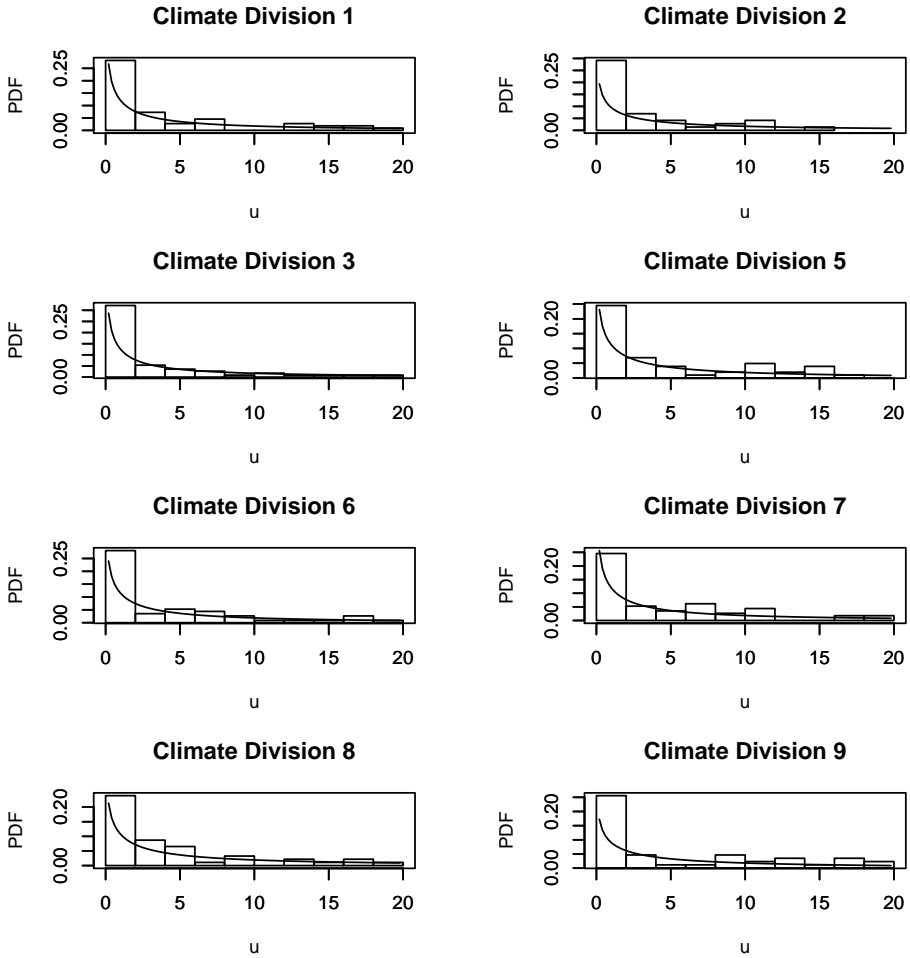 Climate Division 1
PDF
0.00 0.25
0 5 10 15 20
u
Climate Division 2
PDF
0.00 0.25
0 5 10 15 20
u
Climate Division 3
PDF
0.00 0.25
0 5 10 15 20
u
Climate Division 5
PDF
0.00 0.20
0 5 10 15 20
u
Climate Division 6
PDF
0.00 0.25
0 5 10 15 20
u
Climate Division 7
PDF
0.00 0.20
0 5 10 15 20
u
Climate Division 8
PDF
0.00 0.20
0 5 10 15 20
u
Climate Division 9
PDF
0.00 0.20
0 5 10 15 20
u